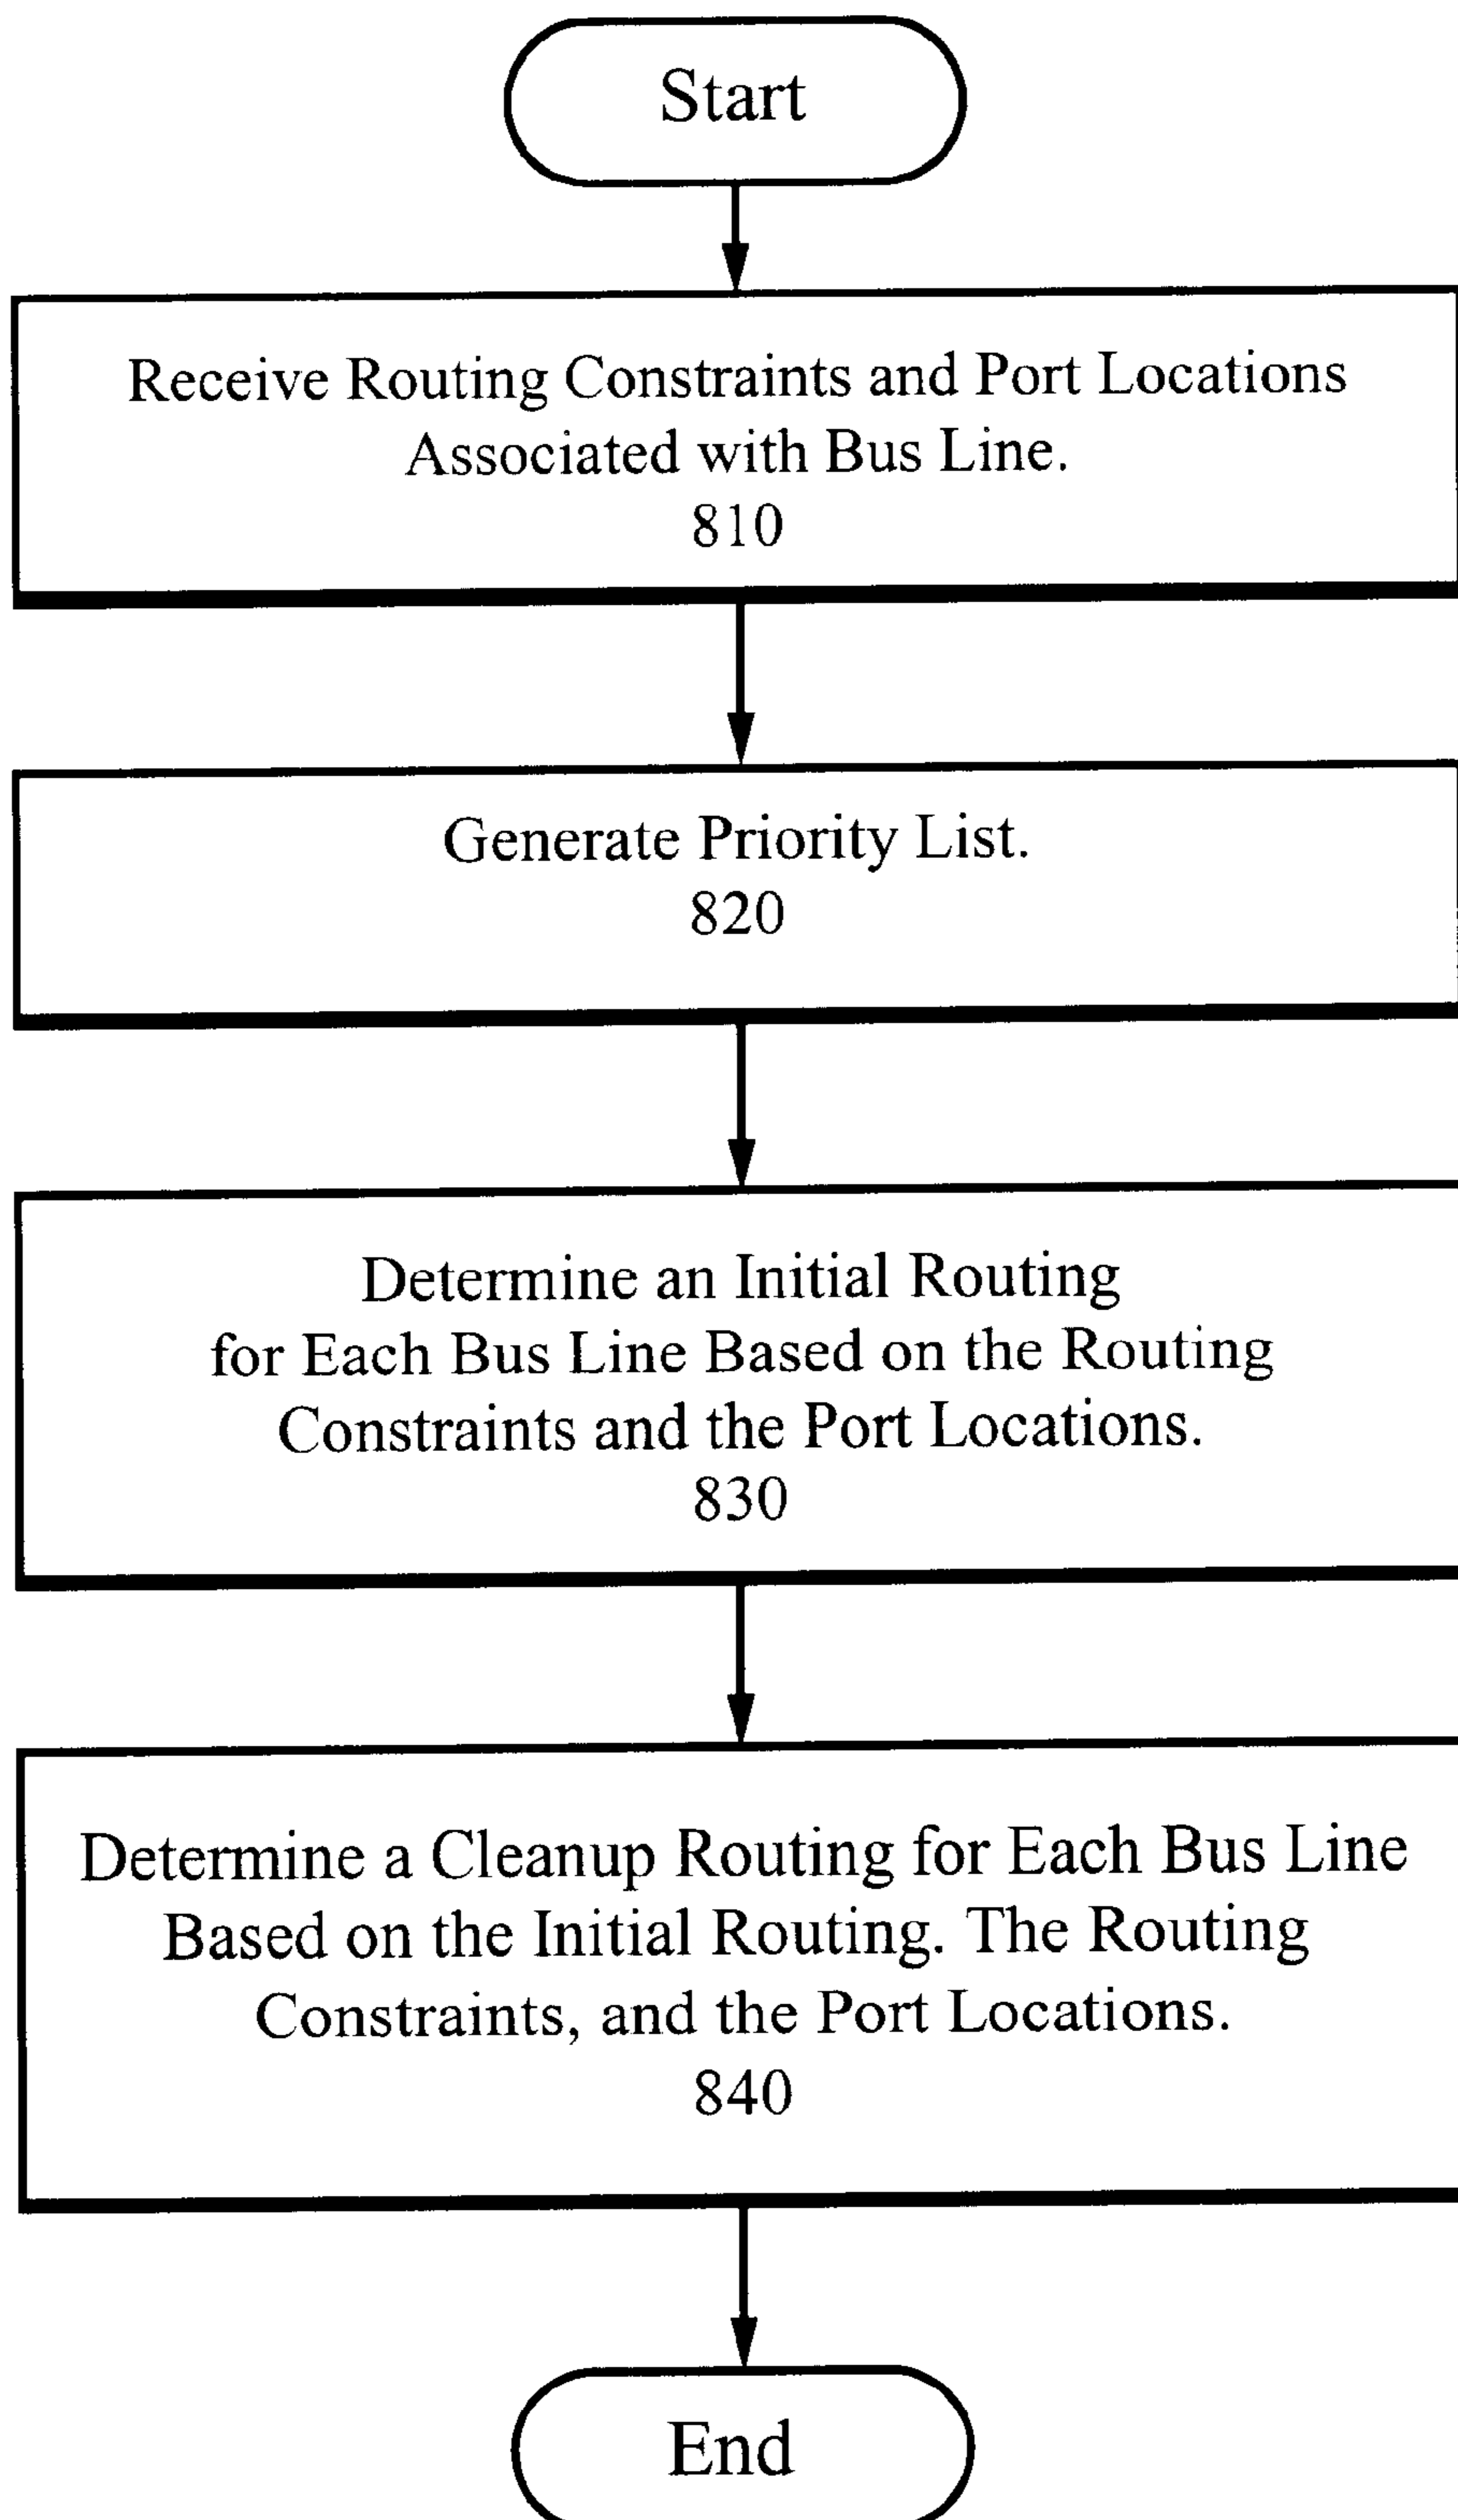 Start
Receive Routing Constraints and Port Locations
Associated with Bus Line.
810
Generate Priority List.
820
Determine an Initial Routing
for Each Bus Line Based on the Routing
Constraints and the Port Locations.
830
Determine a Cleanup Routing for Each Bus Line
Based on the Initial Routing. The Routing
Constraints, and the Port Locations.
840
End